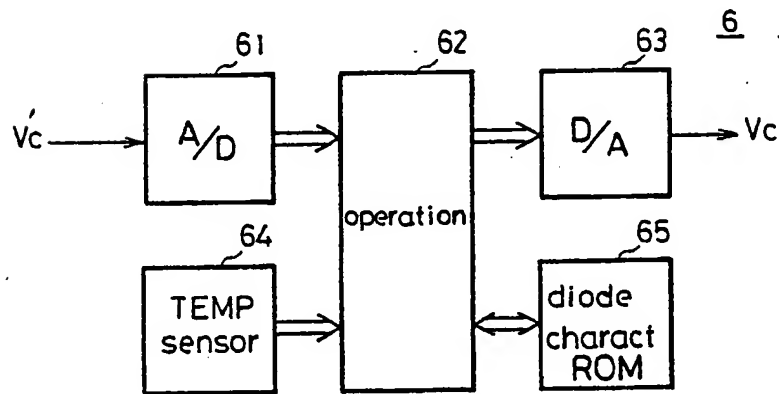 6
61
62
63
V'c
A/D
D/A
Vc
operation
64
65
TEMP
sensor
diode
charact
ROM